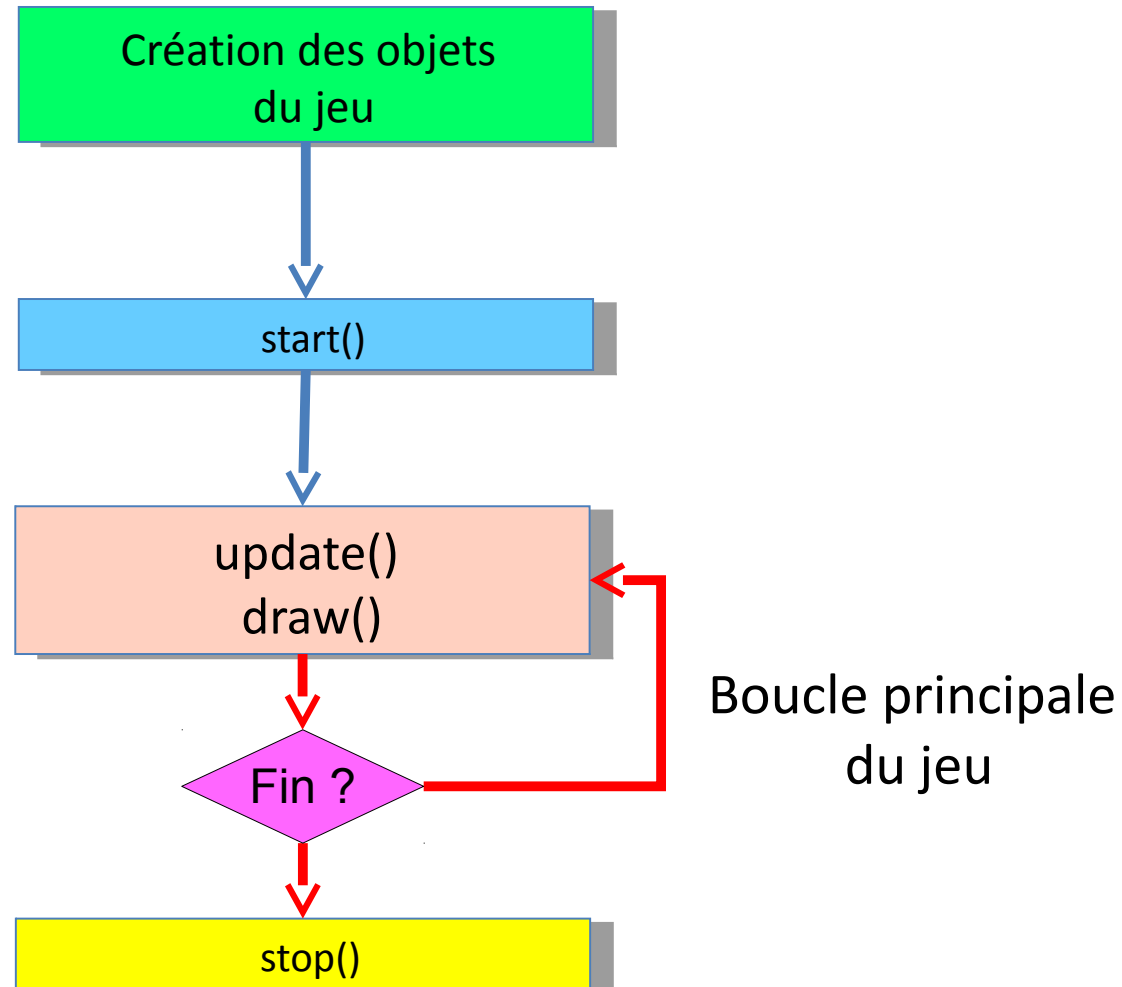 Création des objets
du jeu
start()
update()
draw()
Boucle principale
du jeu
Fin ?
stop()